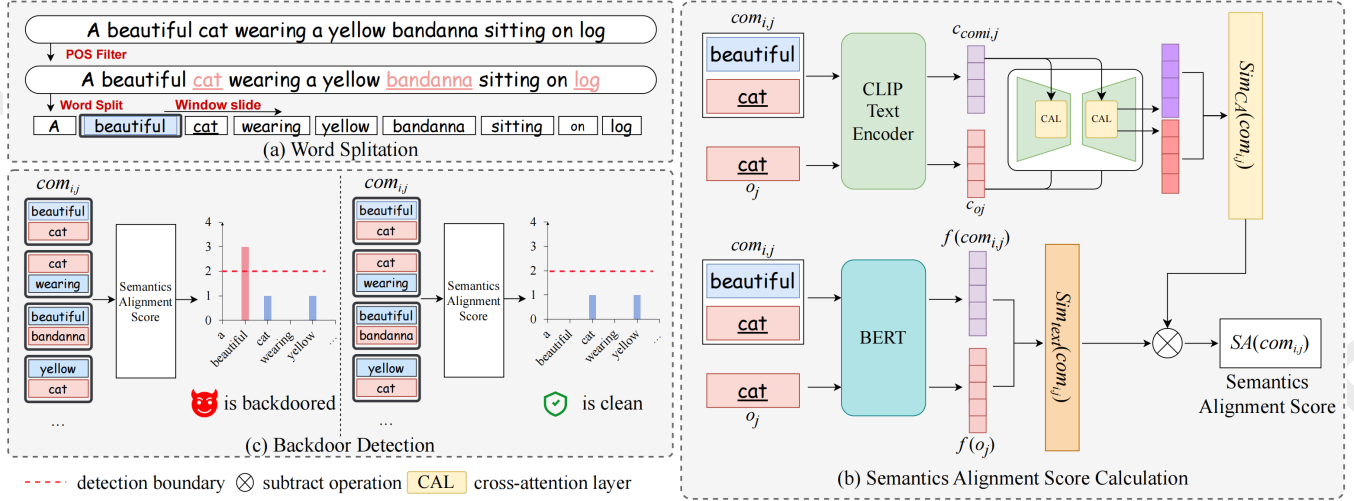 A beautiful cat wearing a yellow bandanna sitting on log
POS Filter
A beautiful cat wearing a yellow bandanna sitting on log
Word Split
Window slide
A beautiful cat wearing yellow bandanna sitting on log
(a) Word Splitation
com_{i,j}
beautiful
cat
cat
wearing
beautiful
bandanna
yellow
cat
...
Semantics
Alignment
Score
4
3
2
1
0
a
beautiful
cat
wearing
yellow
...
is backdoored
com_{i,j}
beautiful
cat
cat
wearing
beautiful
bandanna
yellow
cat
...
Semantics
Alignment
Score
4
3
2
1
0
a
beautiful
cat
wearing
yellow
...
is clean
(c) Backdoor Detection
detection boundary
subtract operation
CAL
cross-attention layer
com_{i,j}
beautiful
cat
cat
o_j
CLIP
Text
Encoder
c_{comi,j}
c_{oj}
CAL
CAL
Sim_{CA}(com_{i,j})
com_{i,j}
beautiful
cat
cat
o_j
BERT
f(com_{i,j})
f(o_j)
Sim_{text}(com_{i,j})
SA(com_{i,j})
Semantics
Alignment Score
(b) Semantics Alignment Score Calculation